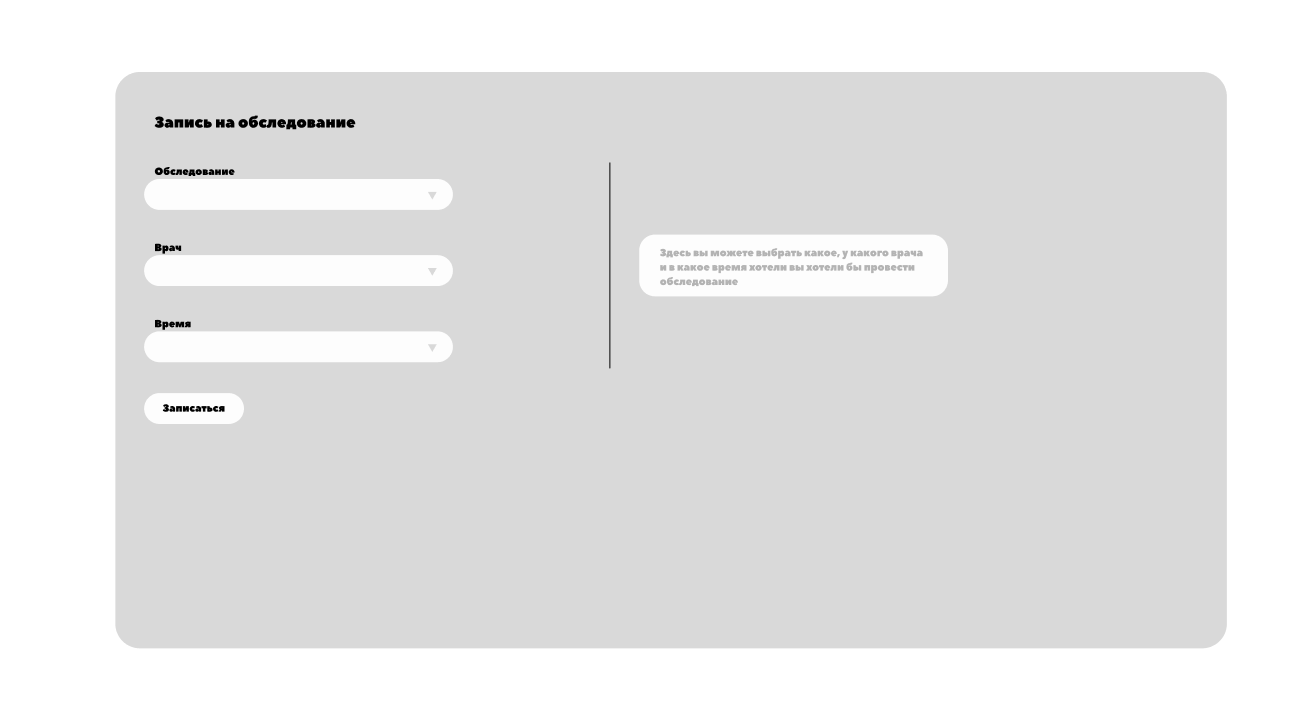 Запись на обследование
Обследование
Врач
Время
Записаться
Здесь вы можете выбрать какое, у какого врача
и в какое время хотели вы хотели бы провести
обследование